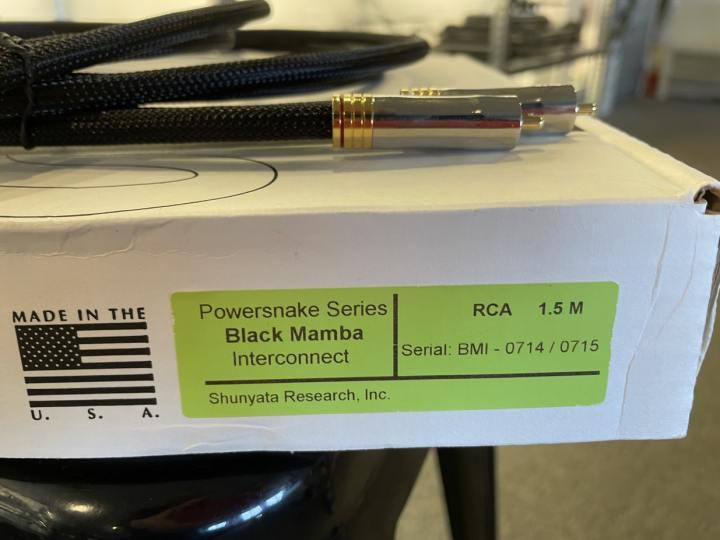 MADE IN THE
U. S. A.
Powersnake Series
Black Mamba
Interconnect
RCA 1.5 M
Serial: BMI - 0714 / 0715
Shunyata Research, Inc.